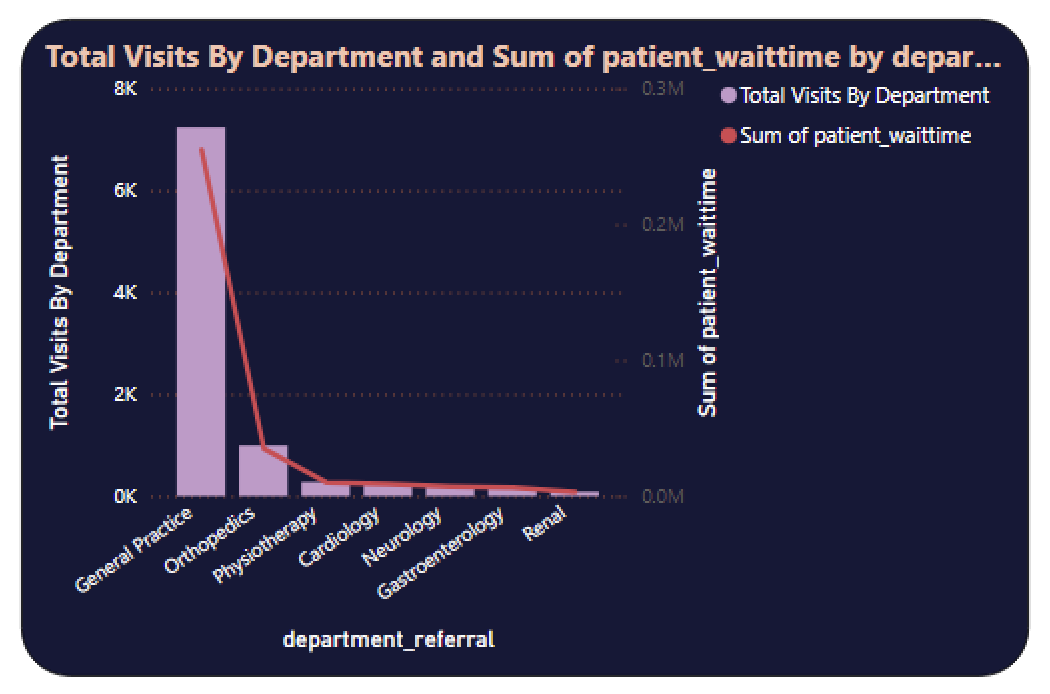 Total Visits By Department and Sum of patient_waittime by depar...
Total Visits By Department
Sum of patient_waittime
Total Visits By Department
8K
6K
4K
2K
0K
0.3M
0.2M
0.1M
0.0M
Sum of patient_waittime
General Practice
Orthopedics
Physiotherapy
Cardiology
Neurology
Gastroenterology
Renal
department_referral